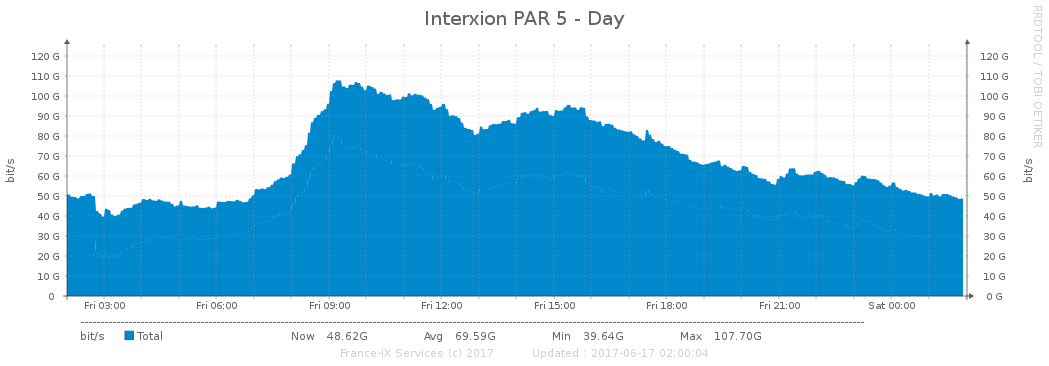 Interxion PAR 5 - Day
RRDTOOL / TOBI OETIKER
bit/s
120 G 120 G
110 G 110 G
100 G 100 G
90 G 90 G
80 G 80 G
70 G 70 G
60 G 60 G
50 G 50 G
40 G 40 G
30 G 30 G
20 G 20 G
10 G 10 G
0 0 G
bit/s
Fri 03:00 Fri 06:00 Fri 09:00 Fri 12:00 Fri 15:00 Fri 18:00 Fri 21:00 Sat 00:00
bit/s Total Now 48.62G Avg 69.59G Min 39.64G Max 107.70G
France-IX Services (c) 2017 Updated : 2017-06-17 02:00:04